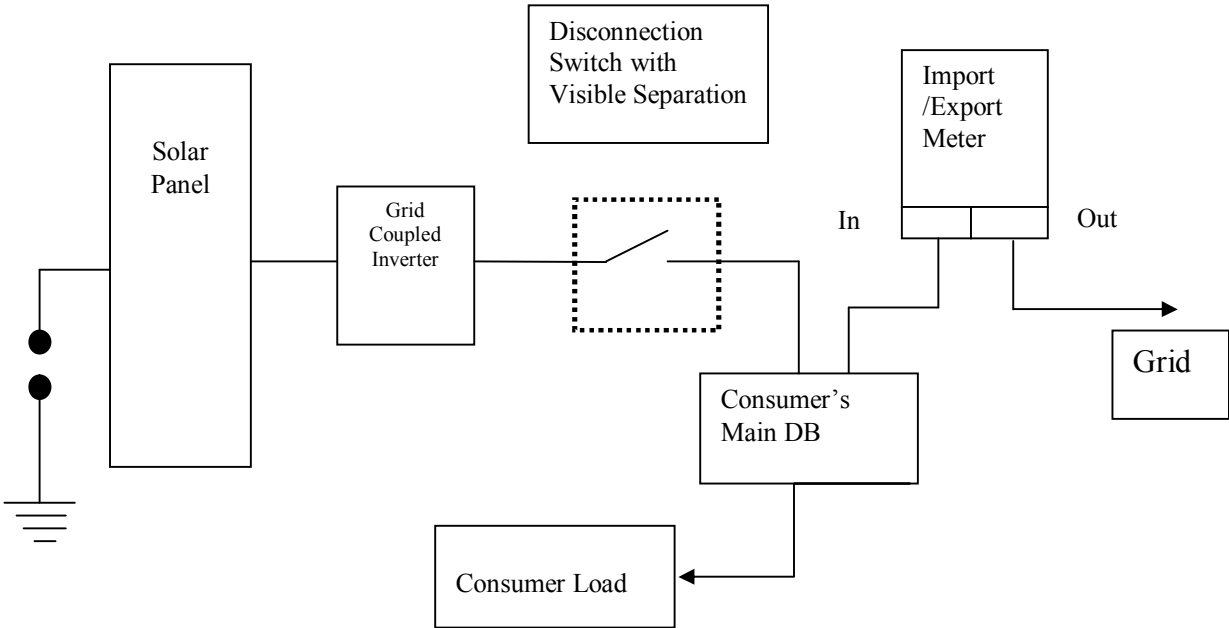 Disconnection
Switch with
Visible Separation
Import
/Export
Meter
Solar
Panel
Grid
Coupled
Inverter
In
Out
Grid
Consumer’s
Main DB
Consumer Load